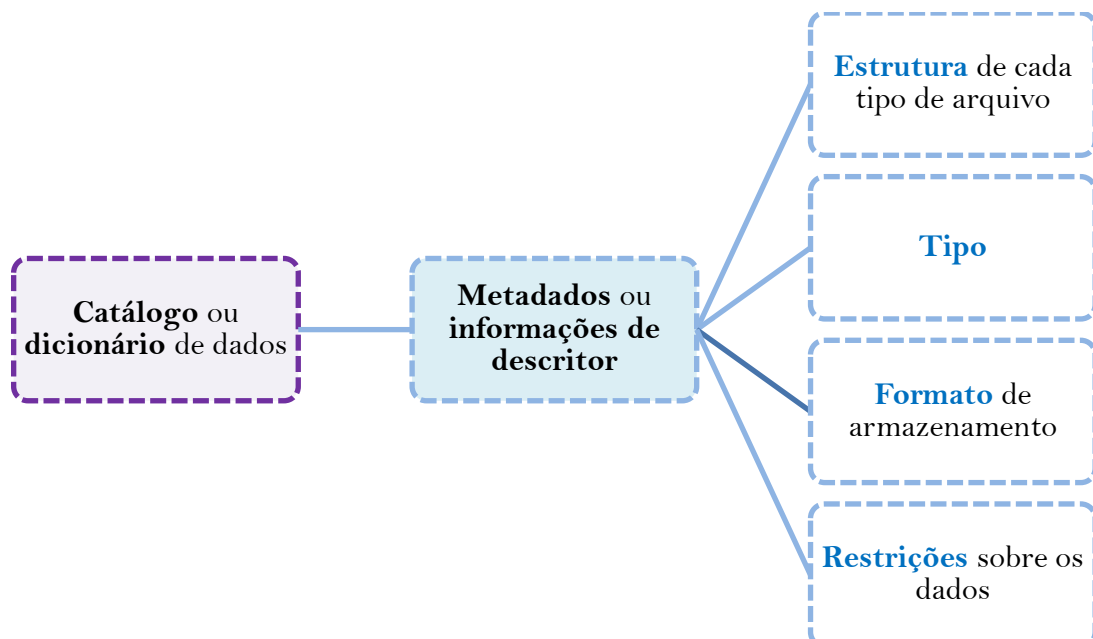 Catálogo ou
dicionário de dados
Metadados ou
informações de
descritor
Estrutura de cada
tipo de arquivo
Tipo
Formato de
armazenamento
Restrições sobre os
dados